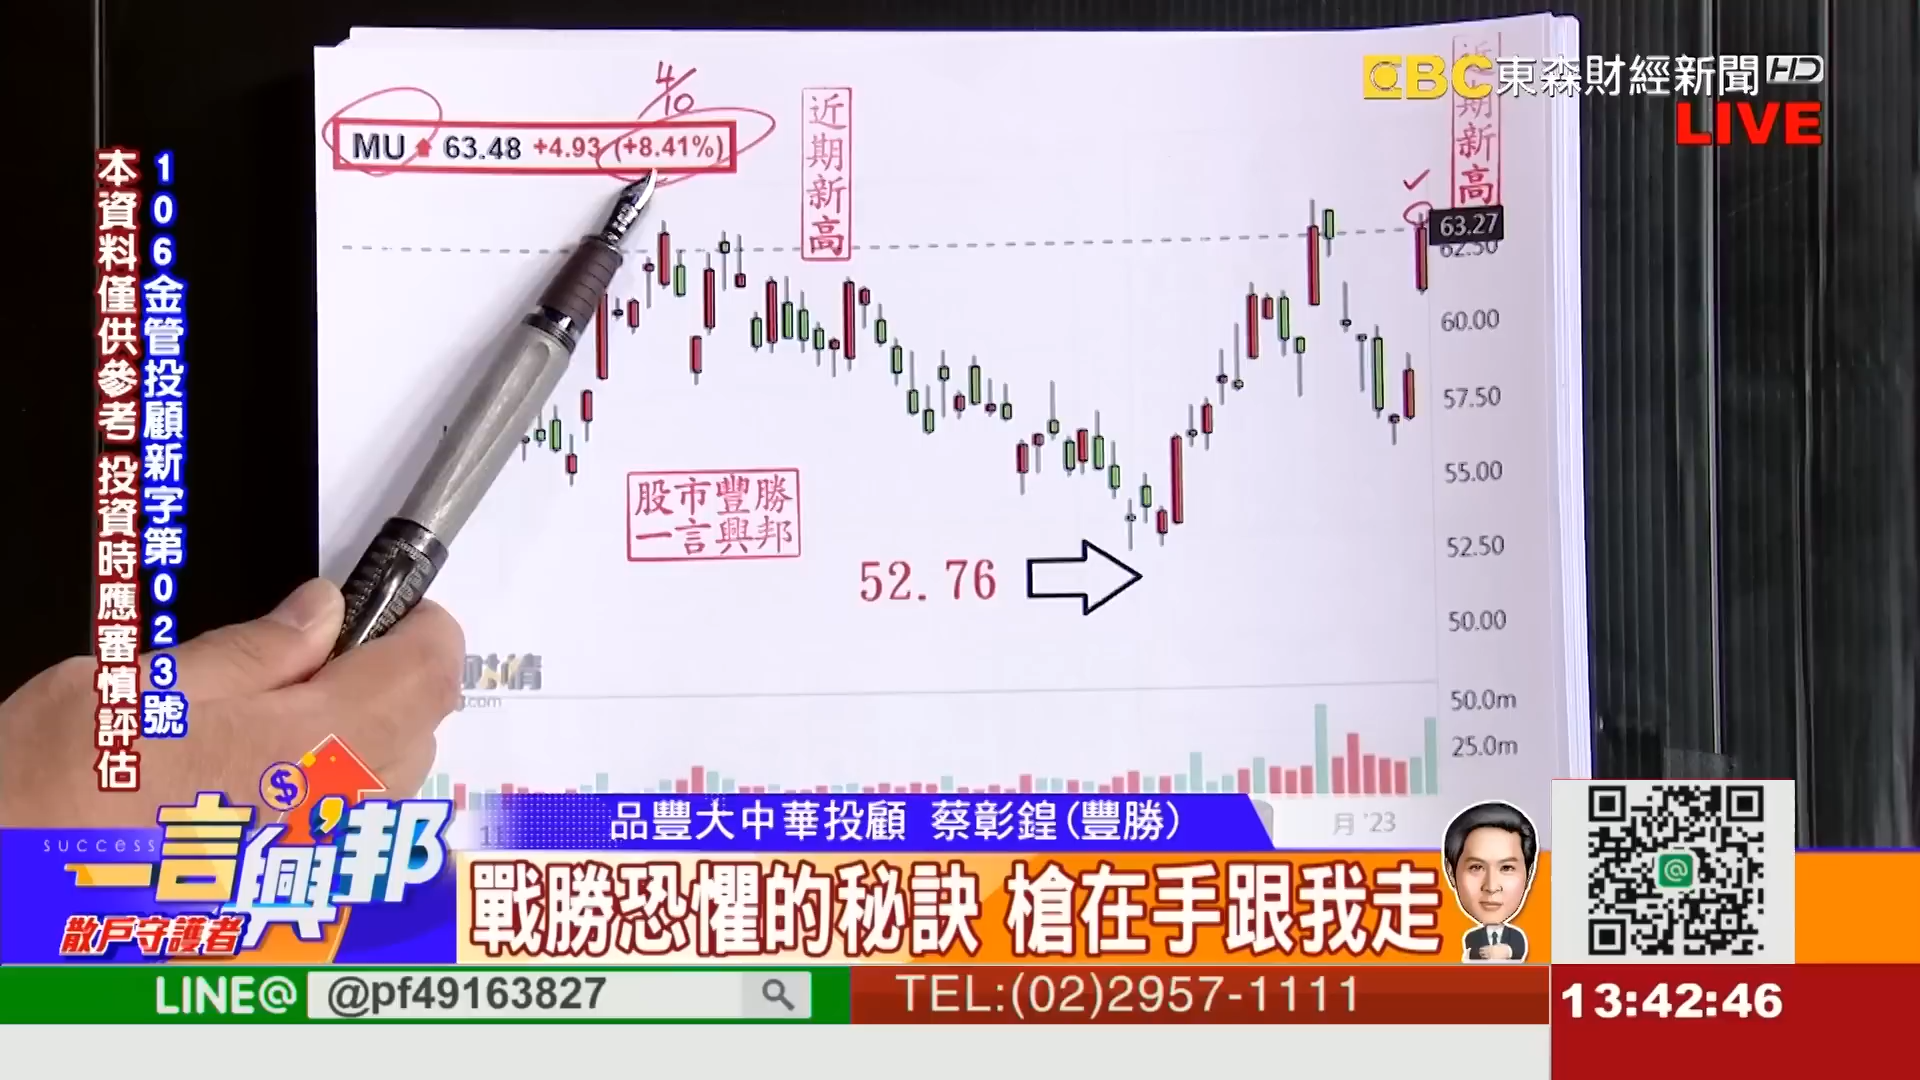 EBC東森財經新聞HD
LIVE
4/10
MU 63.48 +4.93 (+8.41%)
近期新高
近期新高
63.27
62.50
60.00
57.50
55.00
52.50
50.00
50.0m
25.0m
股市豐勝
一言興邦
52.76
月 '23
106金管投顧新字第023號
本資料僅供參考 投資時應審慎評估
$
success
一言興邦
散戶守護者
品豐大中華投顧 蔡彰鍠(豐勝)
戰勝恐懼的秘訣 槍在手跟我走
LINE@ @pf49163827
TEL:(02)2957-1111
13:42:46